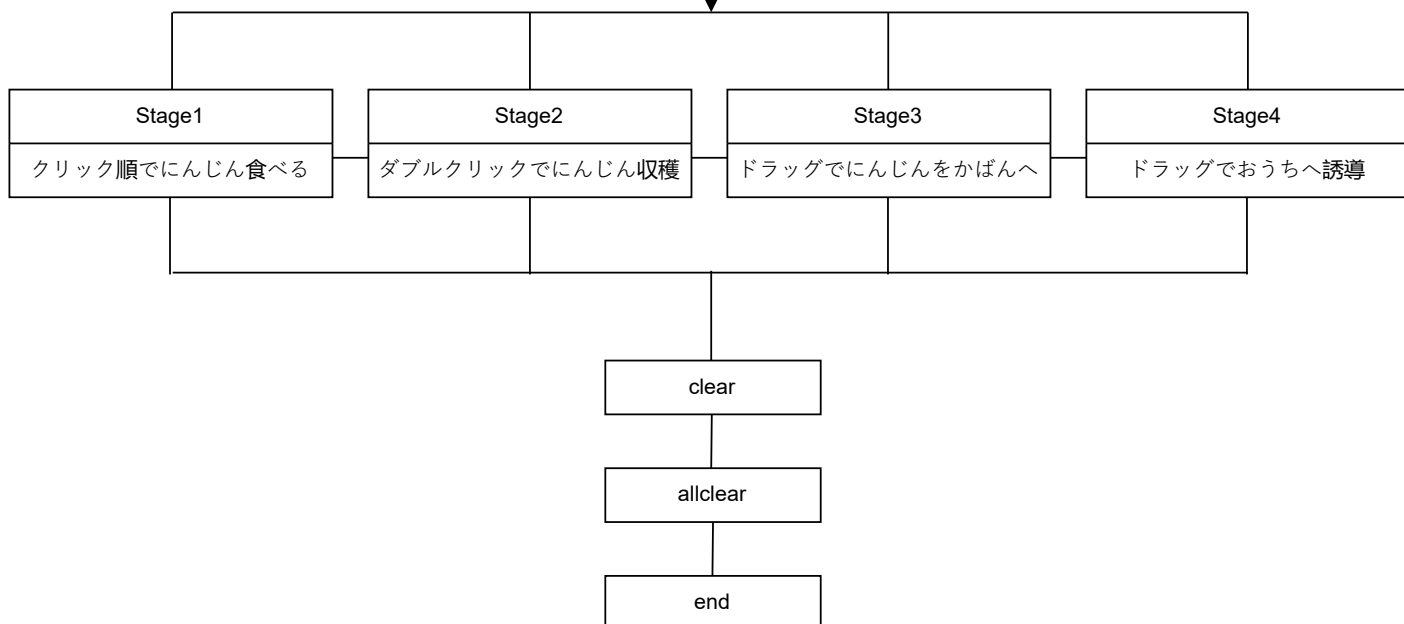 Stage1
クリック順でにんじん食べる
Stage2
ダブルクリックでにんじん収穫
Stage3
ドラッグでにんじんをかばんへ
Stage4
ドラッグでおうちへ誘導
clear
allclear
end